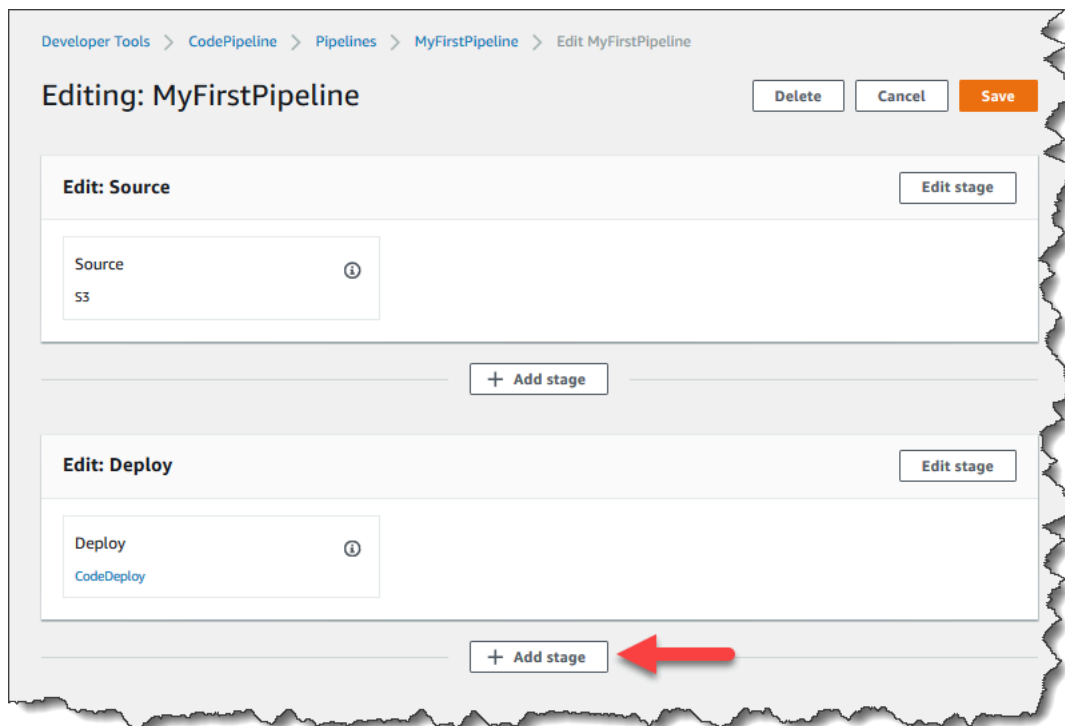 Developer Tools > CodePipeline > Pipelines > MyFirstPipeline > Edit MyFirstPipeline
Editing: MyFirstPipeline
Delete Cancel Save
Edit: Source Edit stage
Source
S3
+ Add stage
Edit: Deploy Edit stage
Deploy
CodeDeploy
+ Add stage